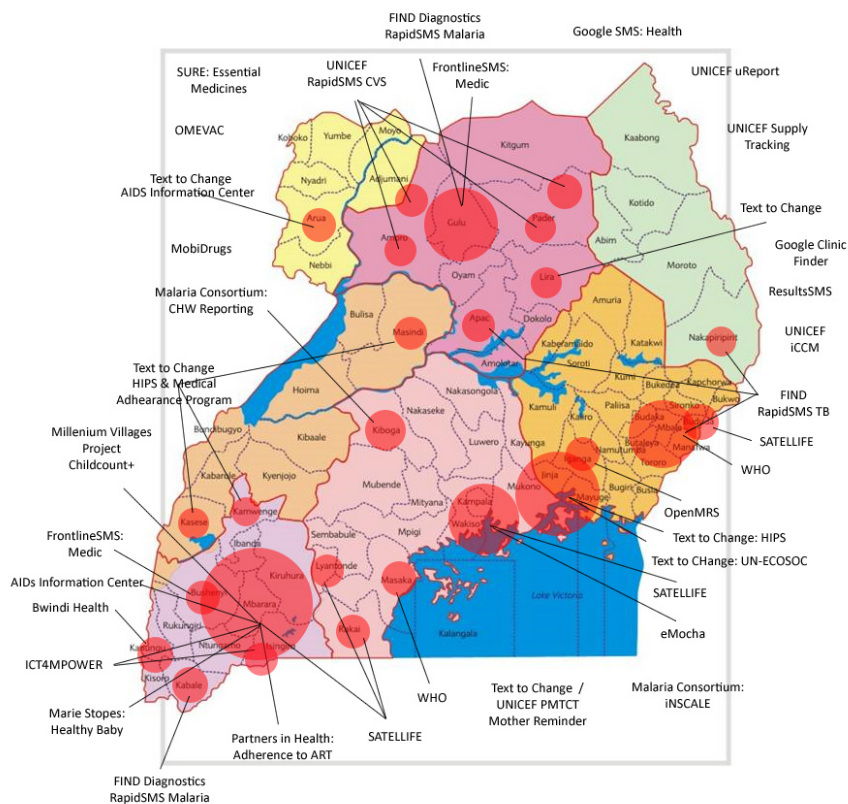 FIND Diagnostics
RapidSMS Malaria
Google SMS: Health
SURE: Essential
Medicines
UNICEF
RapidSMS CVS
FrontlineSMS:
Medic
UNICEF uReport
OMEVAC
UNICEF Supply
Tracking
Koboko
Yumbe
Moyo
Kitgum
Kaabong
Nyadri
Adjumani
Text to Change
AIDS Information Center
Kotido
Text to Change
Arua
Gulu
Pader
Amuro
Abim
MobiDrugs
Google Clinic
Finder
Nebbi
Oyam
Lira
Moroto
Malaria Consortium:
CHW Reporting
ResultsSMS
Amuria
Bulisa
Apac
Dokolo
Masindi
Nakapiripirit
UNICEF
iCCM
Kaberamaido
Katakwi
Soroti
Amolotar
Text to Change
HIPS & Medical
Adhearance Program
Kumi
Bukedea
Kapchorwa
Hoima
Nakasongola
Bukwo
FIND
RapidSMS TB
Kamuli
Kaliro
Pallisa
Sironko
Nakaseke
Budaka
Mbale
Millenium Villages
Project
Childcount+
Bundibugyo
Kibaale
Kiboga
Luwero
Kayunga
Butaleja
Manafwa
SATELLIFE
Namutumba
Iganga
Tororo
WHO
Kabarole
Kyenjojo
Mubende
Jinja
Mukono
Bugiri
Busia
Mayuge
Kamwenge
Mityana
Kampala
OpenMRS
Kasese
Wakiso
FrontlineSMS:
Medic
Ibanda
Sembabule
Mpigi
Text to Change: HIPS
Text to CHange: UN-ECOSOC
Lyantonde
Kiruhura
Masaka
AIDs Information Center
Bushenyi
Mbarara
SATELLIFE
Lake Victoria
Bwindi Health
Rukungiri
Rakai
Kalangala
eMocha
Kanungu
Ntungamo
Isingiro
ICT4MPOWER
Kisoro
Kabale
WHO
Text to Change /
UNICEF PMTCT
Mother Reminder
Malaria Consortium:
iNSCALE
Marie Stopes:
Healthy Baby
Partners in Health:
Adherence to ART
SATELLIFE
FIND Diagnostics
RapidSMS Malaria